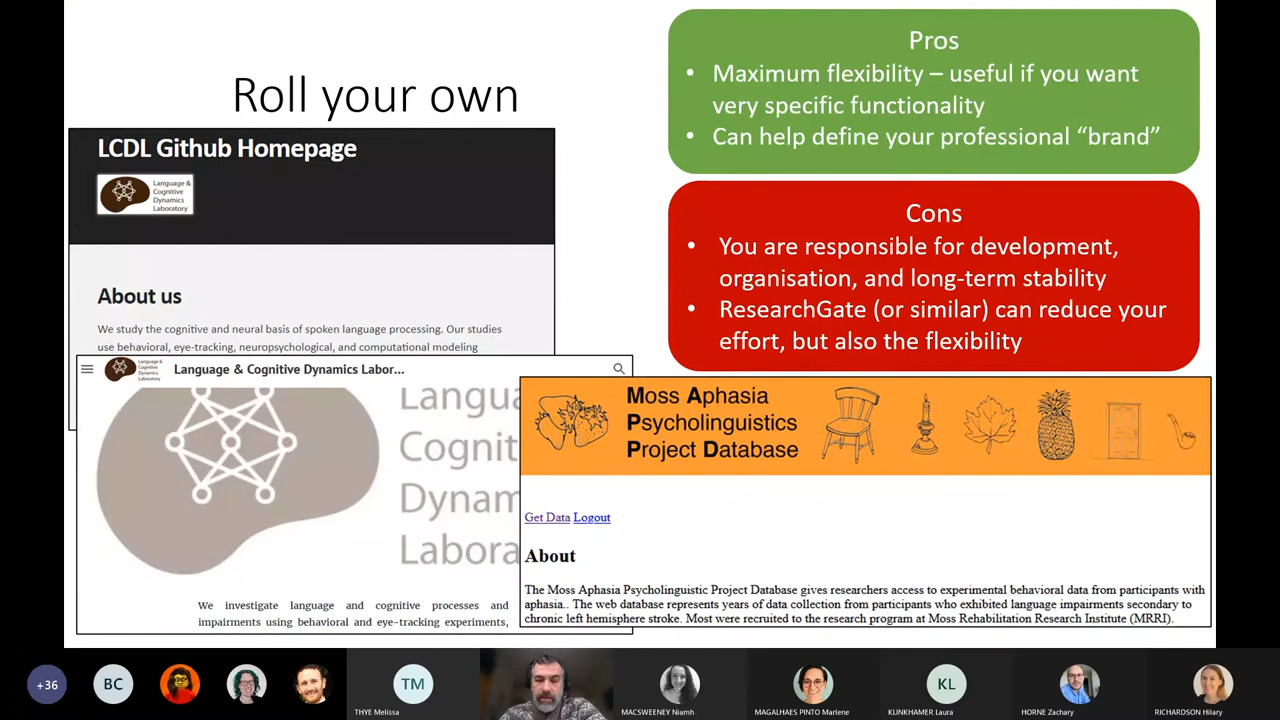 Roll your own
LCDL Github Homepage
Language &
Cognitive
Dynamics
Laboratory
About us
We study the cognitive and neural basis of spoken language processing. Our studies
use behavioral, eye-tracking, neuropsychological, and computational modeling
Language &
Cognitive
Dynamics
Laboratory
Language & Cognitive Dynamics Labor...
Langua
Cogniti
Dynam
Labora
We investigate language and cognitive processes and
impairments using behavioral and eye-tracking experiments,
Pros
• Maximum flexibility – useful if you want
very specific functionality
• Can help define your professional “brand”
Cons
• You are responsible for development,
organisation, and long-term stability
• ResearchGate (or similar) can reduce your
effort, but also the flexibility
Moss Aphasia
Psycholinguistics
Project Database
Get Data Logout
About
The Moss Aphasia Psycholinguistic Project Database gives researchers access to experimental behavioral data from participants with
aphasia.. The web database represents years of data collection from participants who exhibited language impairments secondary to
chronic left hemisphere stroke. Most were recruited to the research program at Moss Rehabilitation Research Institute (MRRI).
+36
BC
TM
THYE Melissa
MACSWEENEY Niamh
MAGALHAES PINTO Marlene
KL
KLINKHAMER Laura
HORNE Zachary
RICHARDSON Hilary